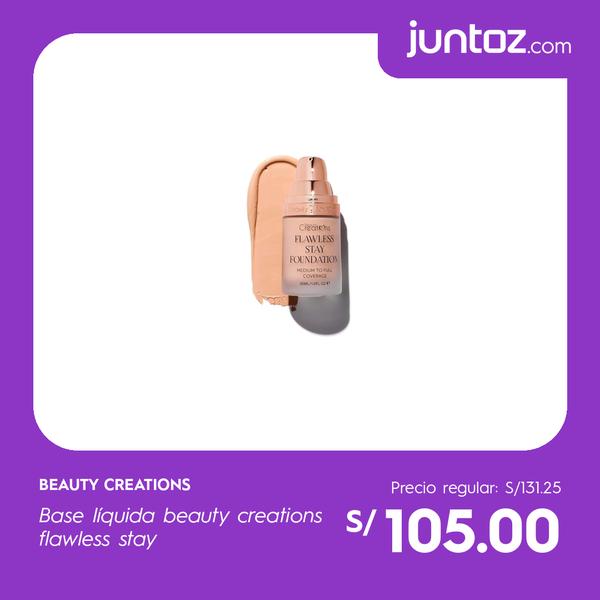 juntoz.com
Beauty Creations
FLAWLESS
STAY
FOUNDATION
MEDIUM TO FULL
COVERAGE
BEAUTY CREATIONS
Base líquida beauty creations
flawless stay
Precio regular: S/131.25
S/105.00